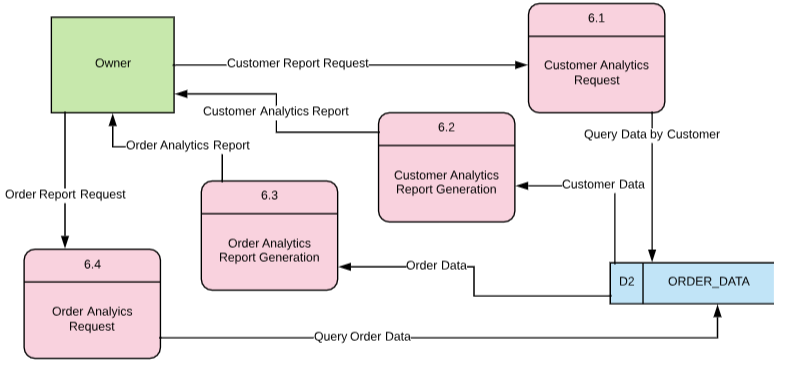 6.1
Owner
Customer Report Request
Customer Analytics
Request
Customer Analytics Report
6.2
Query Data by Customer
Order Analytics Report
Customer Analytics
Report Generation
Customer Data
Order Report Request
6.3
Order Analytics
Report Generation
6.4
Order Data
D2
ORDER_DATA
Order Analyics
Request
Query Order Data